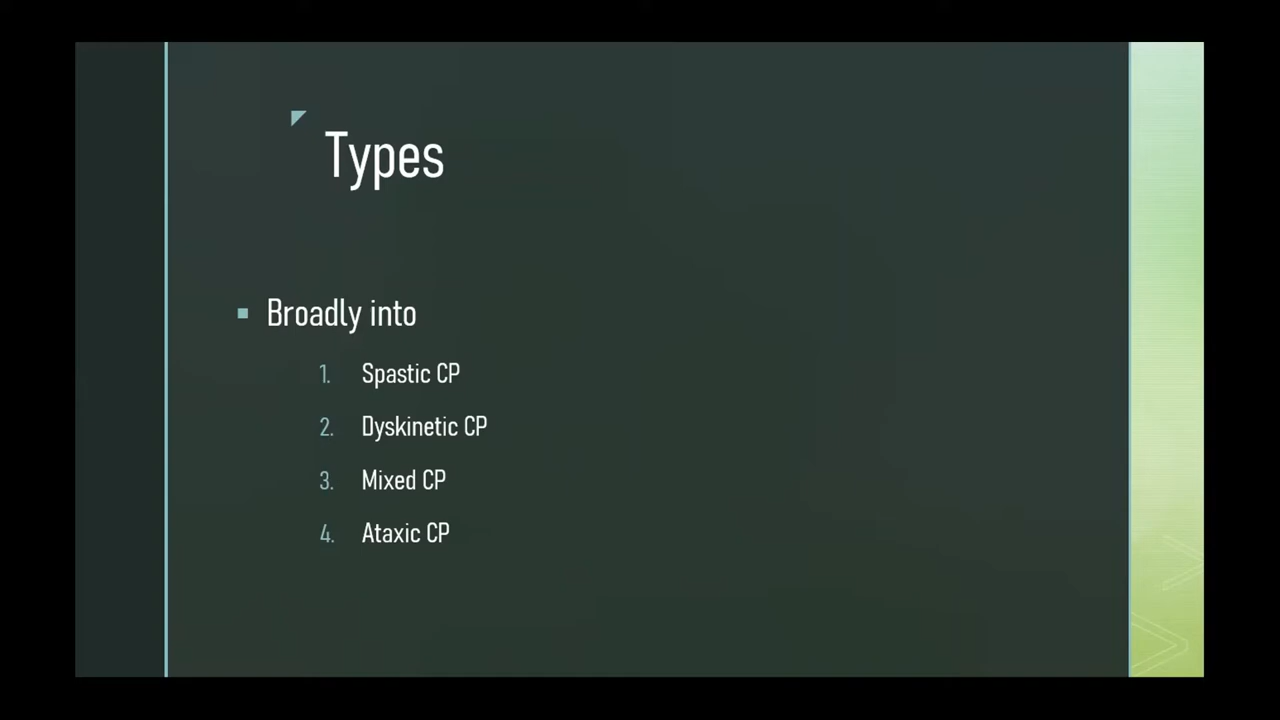 Types
Broadly into
1. Spastic CP
2. Dyskinetic CP
3. Mixed CP
4. Ataxic CP